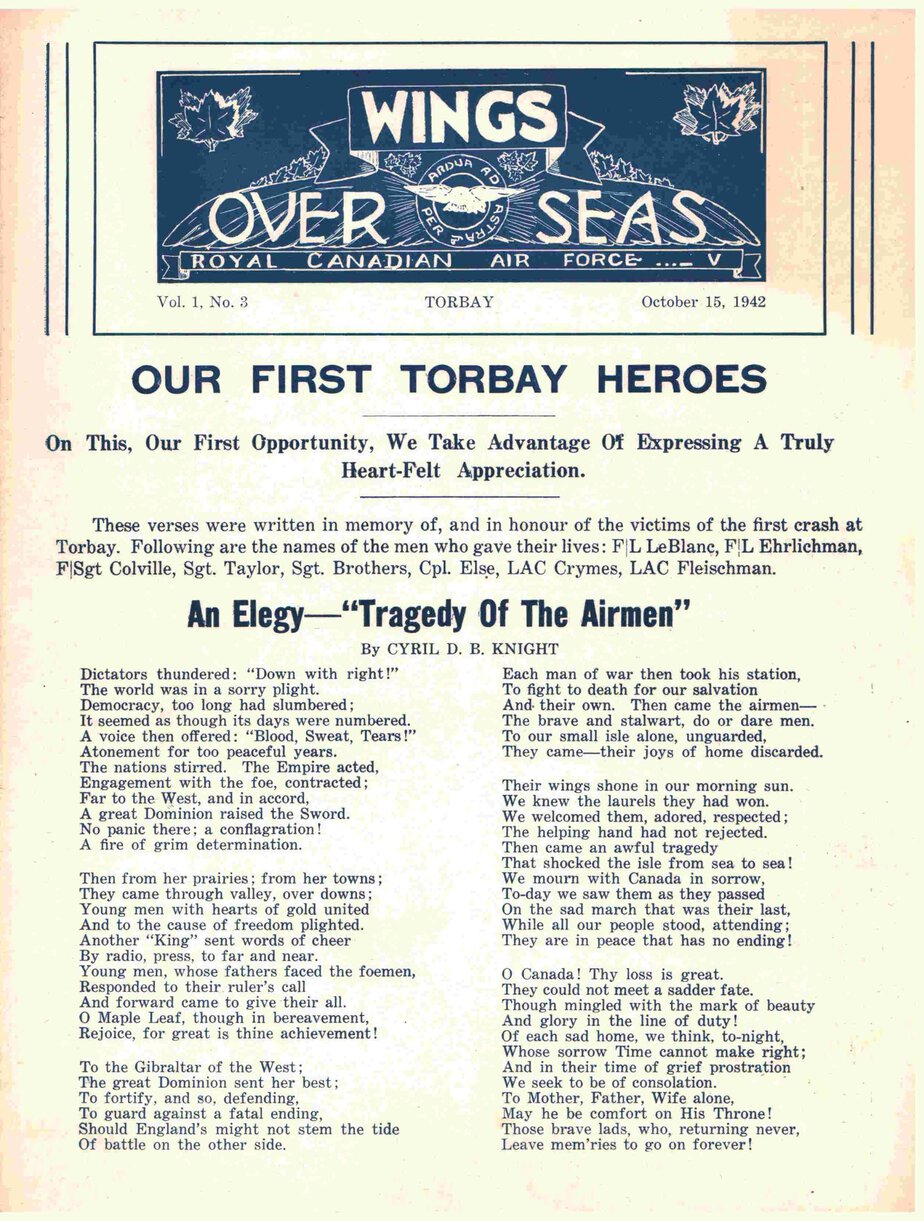 WINGS
OVER SEAS
ARDUA AD
PER ASTRA
ROYAL CANADIAN AIR FORCE ...._ V
Vol. 1, No. 3 TORBAY October 15, 1942
OUR FIRST TORBAY HEROES
On This, Our First Opportunity, We Take Advantage Of Expressing A Truly
Heart-Felt Appreciation.
These verses were written in memory of, and in honour of the victims of the first crash at
Torbay. Following are the names of the men who gave their lives: F|L LeBlanc, F|L Ehrlichman,
F|Sgt Colville, Sgt. Taylor, Sgt. Brothers, Cpl. Else, LAC Crymes, LAC Fleischman.
An Elegy—"Tragedy Of The Airmen"
By CYRIL D. B. KNIGHT
Dictators thundered: "Down with right!"
The world was in a sorry plight.
Democracy, too long had slumbered;
It seemed as though its days were numbered.
A voice then offered: "Blood, Sweat, Tears!"
Atonement for too peaceful years.
The nations stirred. The Empire acted,
Engagement with the foe, contracted;
Far to the West, and in accord,
A great Dominion raised the Sword.
No panic there; a conflagration!
A fire of grim determination.
Then from her prairies; from her towns;
They came through valley, over downs;
Young men with hearts of gold united
And to the cause of freedom plighted.
Another "King" sent words of cheer
By radio, press, to far and near.
Young men, whose fathers faced the foemen,
Responded to their ruler's call
And forward came to give their all.
O Maple Leaf, though in bereavement,
Rejoice, for great is thine achievement!
To the Gibraltar of the West;
The great Dominion sent her best;
To fortify, and so, defending,
To guard against a fatal ending,
Should England's might not stem the tide
Of battle on the other side.
Each man of war then took his station,
To fight to death for our salvation
And their own. Then came the airmen—
The brave and stalwart, do or dare men.
To our small isle alone, unguarded,
They came—their joys of home discarded.
Their wings shone in our morning sun.
We knew the laurels they had won.
We welcomed them, adored, respected;
The helping hand had not rejected.
Then came an awful tragedy
That shocked the isle from sea to sea!
We mourn with Canada in sorrow,
To-day we saw them as they passed
On the sad march that was their last,
While all our people stood, attending;
They are in peace that has no ending!
O Canada! Thy loss is great.
They could not meet a sadder fate.
Though mingled with the mark of beauty
And glory in the line of duty!
Of each sad home, we think, to-night,
Whose sorrow Time cannot make right;
And in their time of grief prostration
We seek to be of consolation.
To Mother, Father, Wife alone,
May he be comfort on His Throne!
Those brave lads, who, returning never,
Leave mem'ries to go on forever!